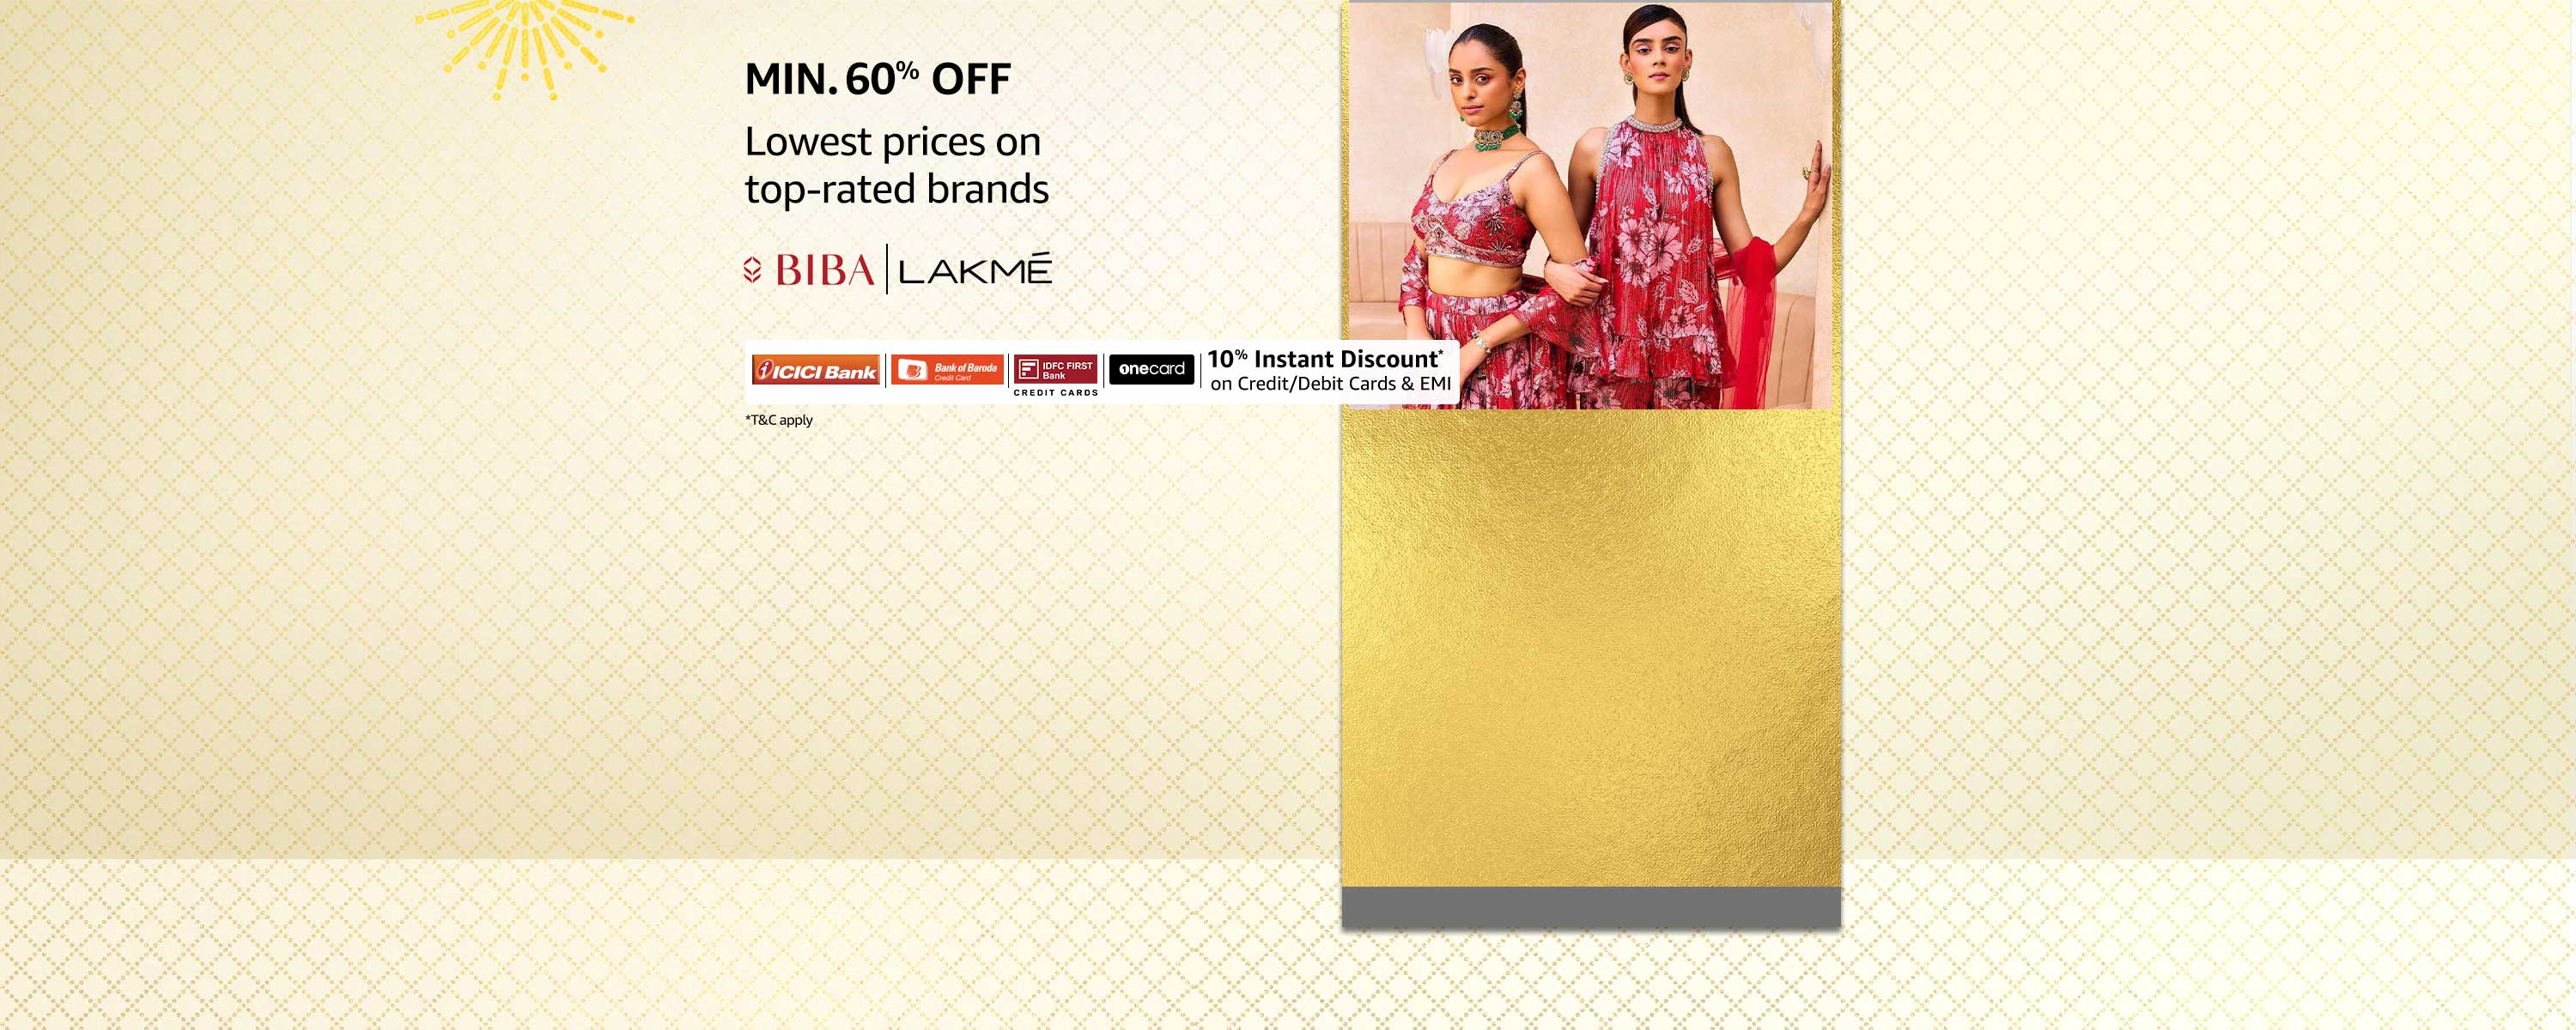 MIN. 60% OFF
Lowest prices on
top-rated brands
BIBA LAKMÉ
ICICI Bank
Bank of Baroda
Credit Card
IDFC FIRST
Bank
CREDIT CARDS
onecard
10% Instant Discount*
on Credit/Debit Cards & EMI
*T&C apply